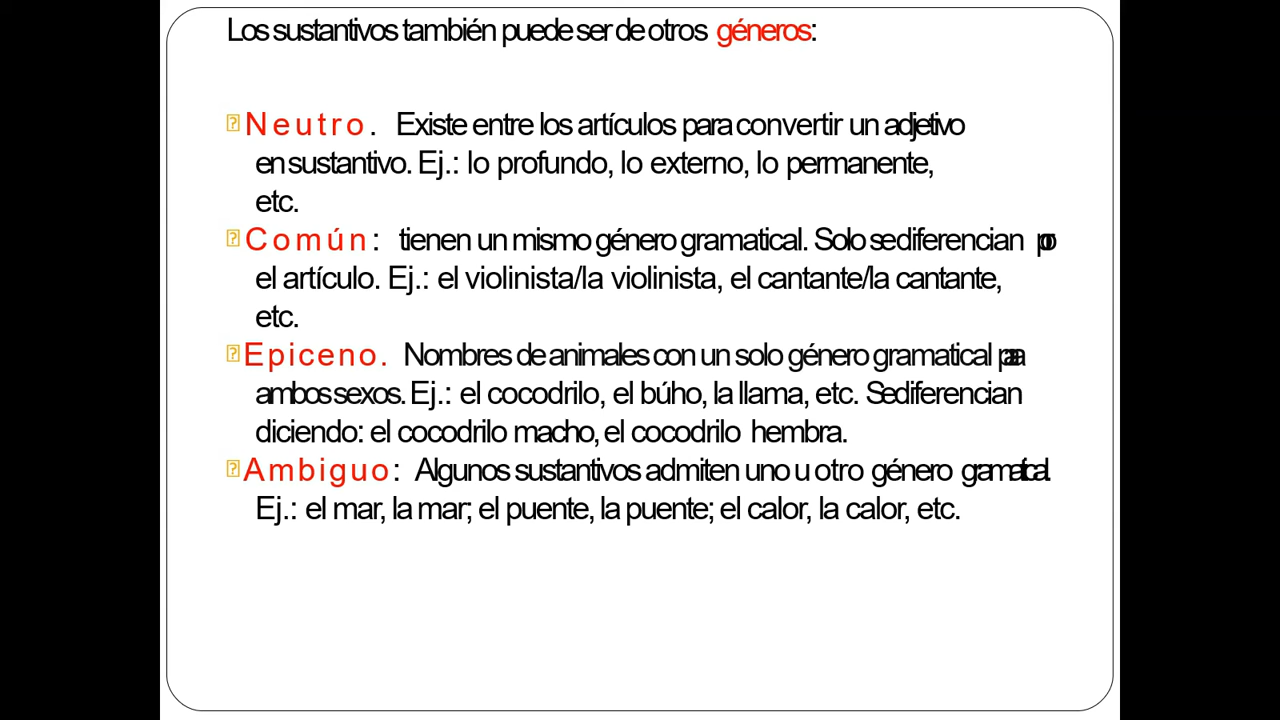 Los sustantivos también puede ser de otros géneros:
Neutro. Existe entre los artículos para convertir un adjetivo
en sustantivo. Ej.: lo profundo, lo externo, lo permanente,
etc.
Común: tienen un mismo género gramatical. Solo se diferencian por
el artículo. Ej.: el violinista/la violinista, el cantante/la cantante,
etc.
Epiceno. Nombres de animales con un solo género gramatical para
ambos sexos. Ej.: el cocodrilo, el búho, la llama, etc. Se diferencian
diciendo: el cocodrilo macho, el cocodrilo hembra.
Ambiguo: Algunos sustantivos admiten uno u otro género gramatical.
Ej.: el mar, la mar; el puente, la puente; el calor, la calor, etc.